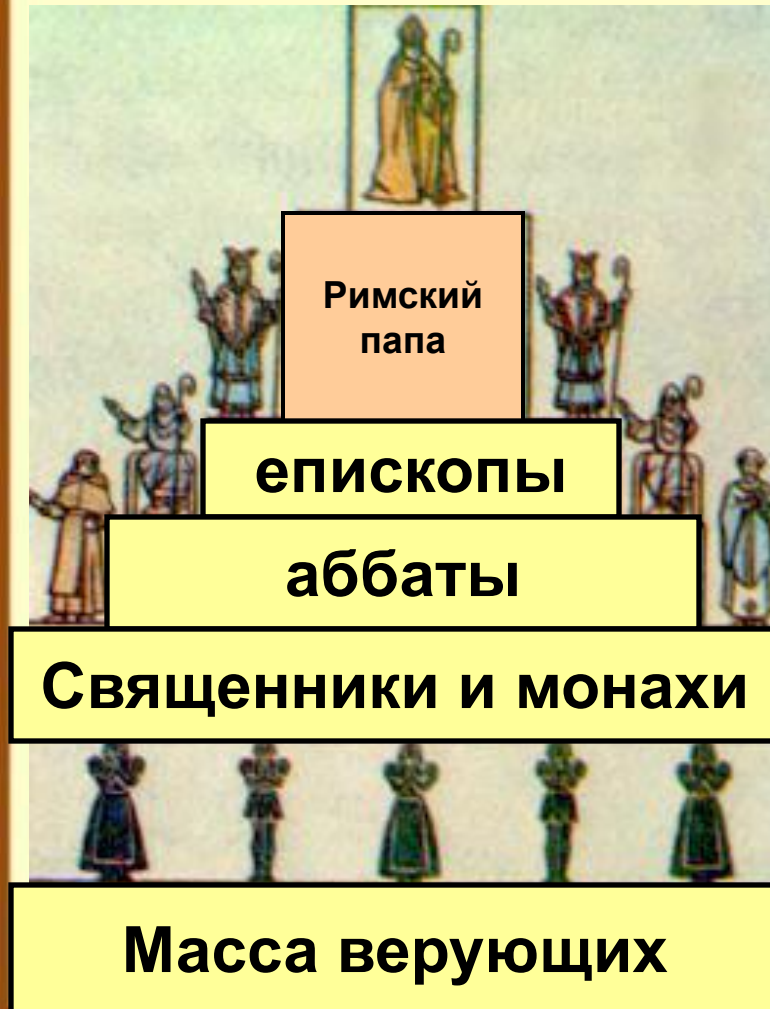 Римский
папа
епископы
аббаты
Священники и монахи
Масса верующих